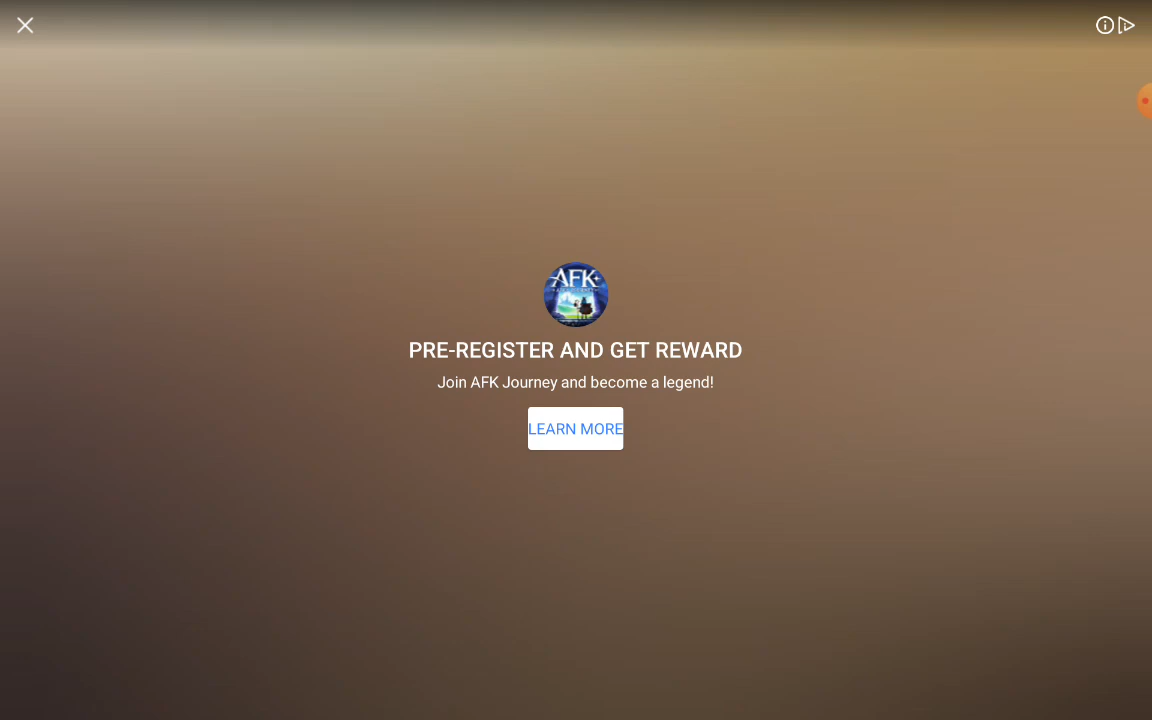 AFK
PRE-REGISTER AND GET REWARD
Join AFK Journey and become a legend!
LEARN MORE